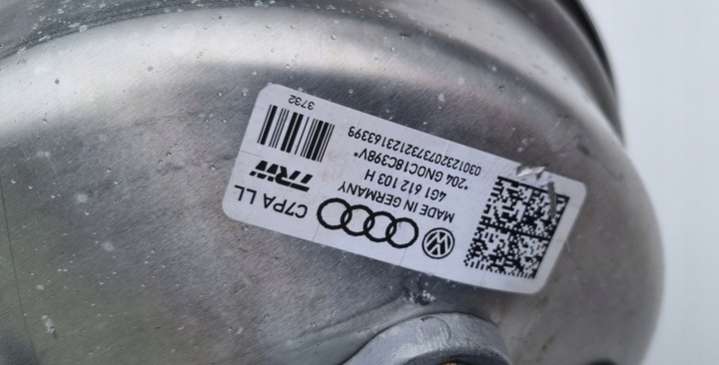 C7PA LL
MADE IN GERMANY
TRW
4G1 612 103 H
*204 GNOC18C398V*
0301232073732123163399
3732